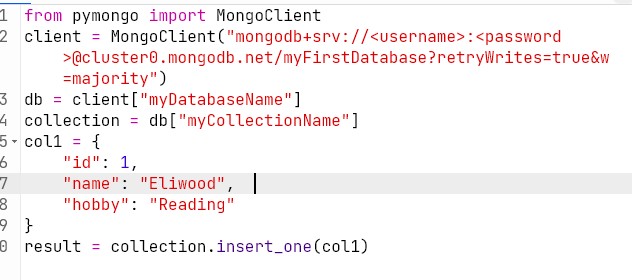 1 from pymongo import MongoClient
2 client = MongoClient("mongodb+srv://<username>:<password
>@cluster0.mongodb.net/myFirstDatabase?retryWrites=true&w
=majority")
3 db = client["myDatabaseName"]
4 collection = db["myCollectionName"]
5 col1 = {
6     "id": 1,
7     "name": "Eliwood",
8     "hobby": "Reading"
9 }
0 result = collection.insert_one(col1)